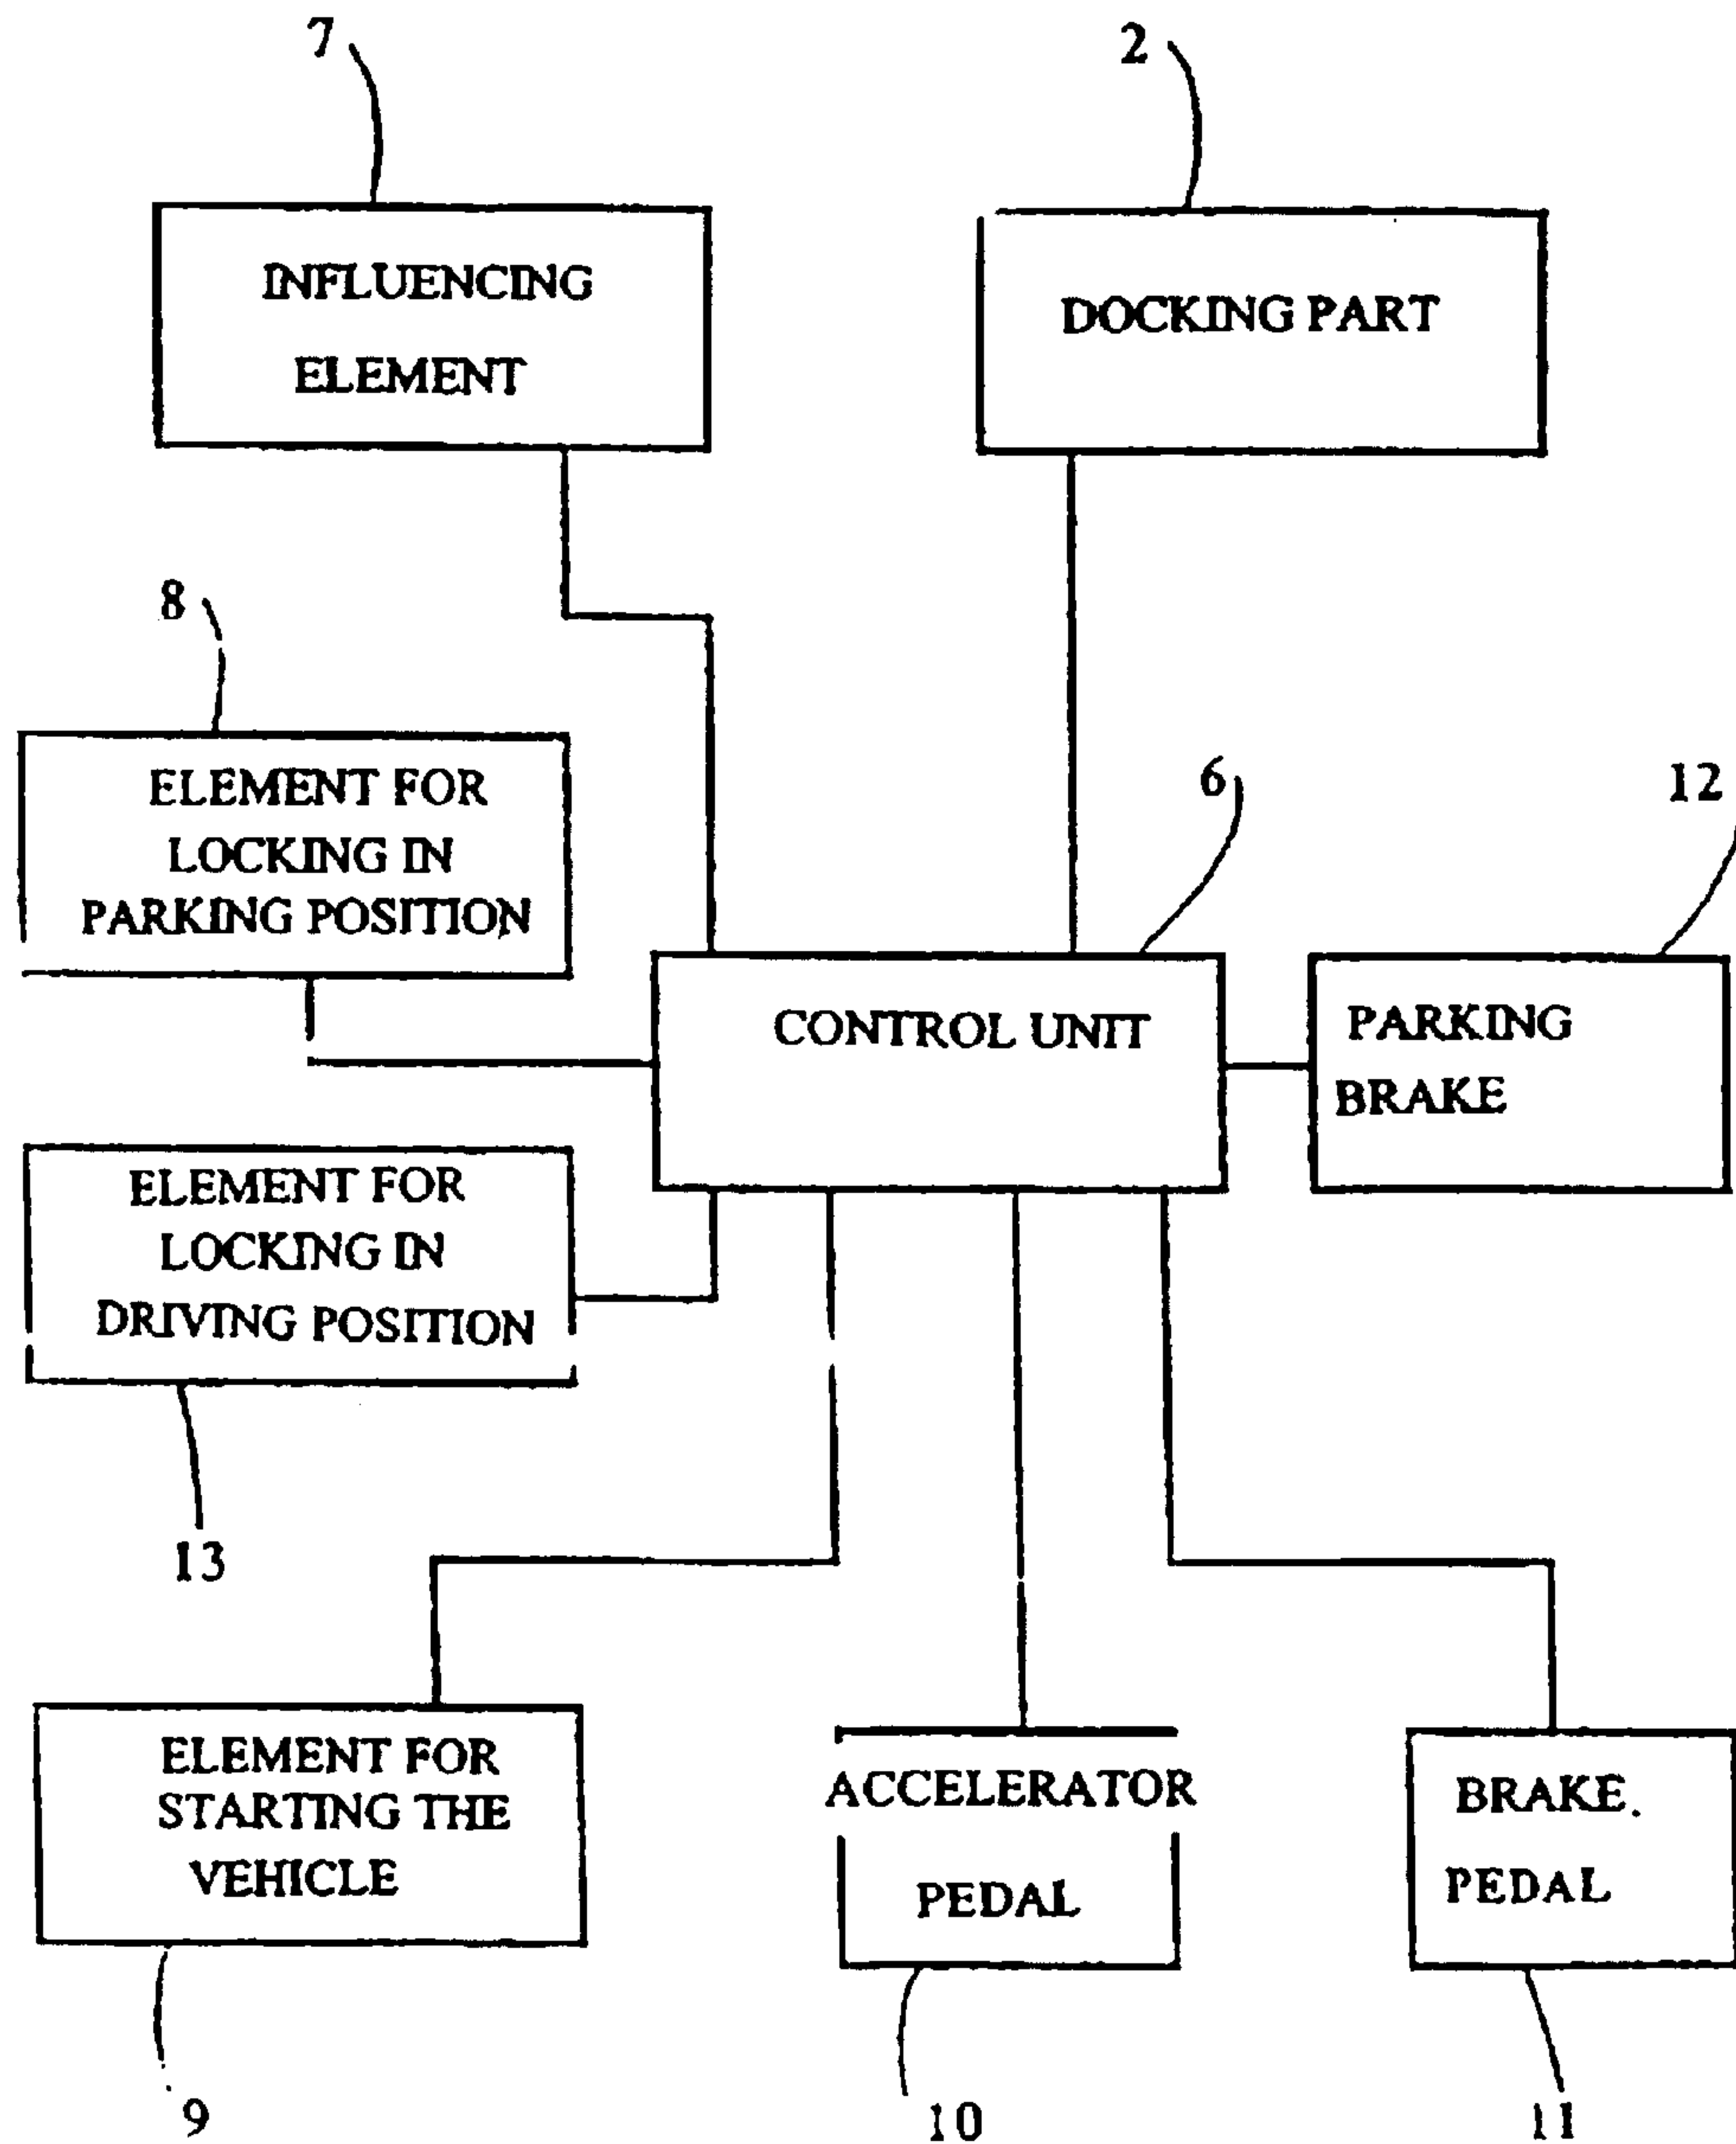 7
2
INFLUENCING
ELEMENT
DOCKING PART
8
ELEMENT FOR
LOCKING IN
PARKING POSITION
6
12
CONTROL UNIT
PARKING
BRAKE
ELEMENT FOR
LOCKING IN
DRIVING POSITION
13
ELEMENT FOR
STARTING THE
VEHICLE
ACCELERATOR
PEDAL
BRAKE.
PEDAL
9
10
11